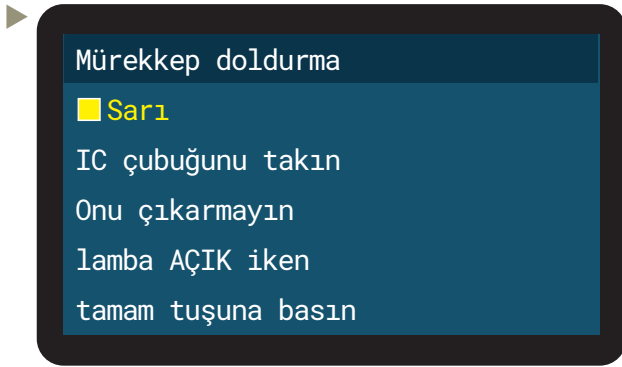 Mürekkep doldurma
Sarı
IC çubuğunu takın
Onu çıkarmayın
lamba AÇIK iken
tamam tuşuna basın